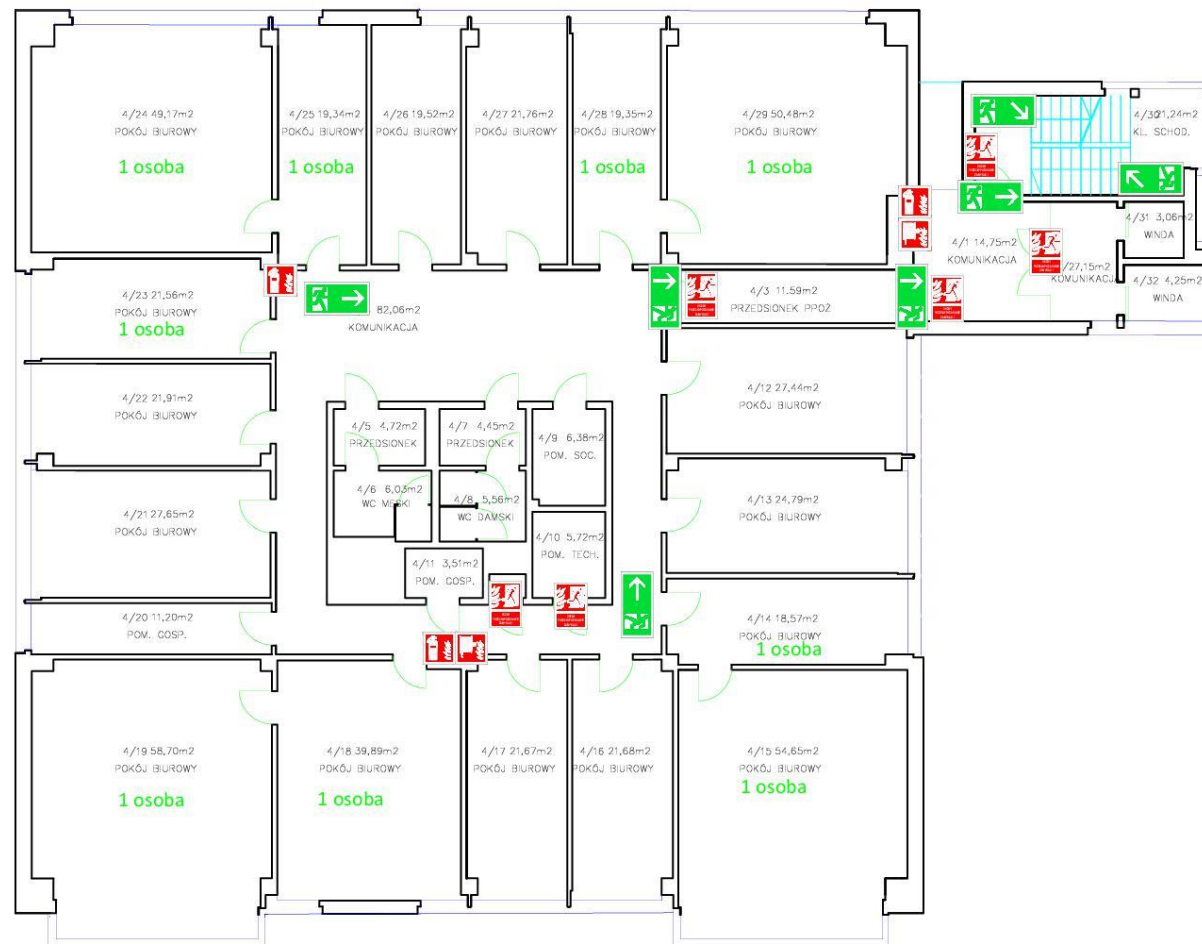 4/24 49,17m2
POKÓJ BIUROWY
1 osoba
4/25 19,34m2
POKÓJ BIUROWY
1 osoba
4/26 19,52m2
POKÓJ BIUROWY
4/27 21,76m2
POKÓJ BIUROWY
4/28 19,35m2
POKÓJ BIUROWY
1 osoba
4/29 50,48m2
POKÓJ BIUROWY
1 osoba
21,24m2
KL. SCHOD.
4/31 3,06m2
WINDA
4/1 14,75m2
KOMUNIKACJA
27,15m2
KOMUNIKACJA
4/32 4,25m2
WINDA
4/23 21,56m2
POKÓJ BIUROWY
1 osoba
82,06m2
KOMUNIKACJA
4/3 11.59m2
PRZEDSIONEK PPOŻ
4/22 21,91m2
POKÓJ BIUROWY
4/12 27,44m2
POKÓJ BIUROWY
4/5 4,72m2
PRZEDSIONEK
4/7 4,45m2
PRZEDSIONEK
4/9 6,38m2
POM. SOC.
4/6 6,03m2
WC MĘSKI
4/8 5,56m2
WC DAMSKI
4/13 24,79m2
POKÓJ BIUROWY
4/21 27,65m2
POKÓJ BIUROWY
4/10 5,72m2
POM. TECH.
4/11 3,51m2
POM. GOSP.
4/20 11,20m2
POM. GOSP.
4/14 18,57m2
POKÓJ BIUROWY
1 osoba
4/19 58,70m2
POKÓJ BIUROWY
1 osoba
4/18 39,89m2
POKÓJ BIUROWY
1 osoba
4/17 21,67m2
POKÓJ BIUROWY
4/16 21,68m2
POKÓJ BIUROWY
4/15 54,65m2
POKÓJ BIUROWY
1 osoba